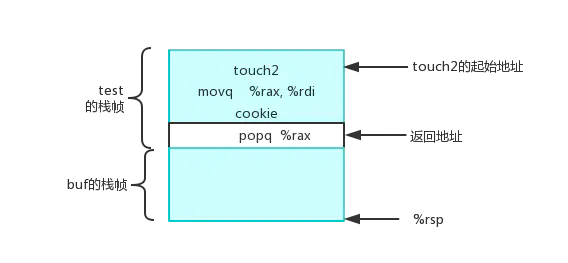 touch2
movq %rax, %rdi
cookie
popq %rax
test
的栈帧
buf的栈帧
touch2的起始地址
返回地址
%rsp